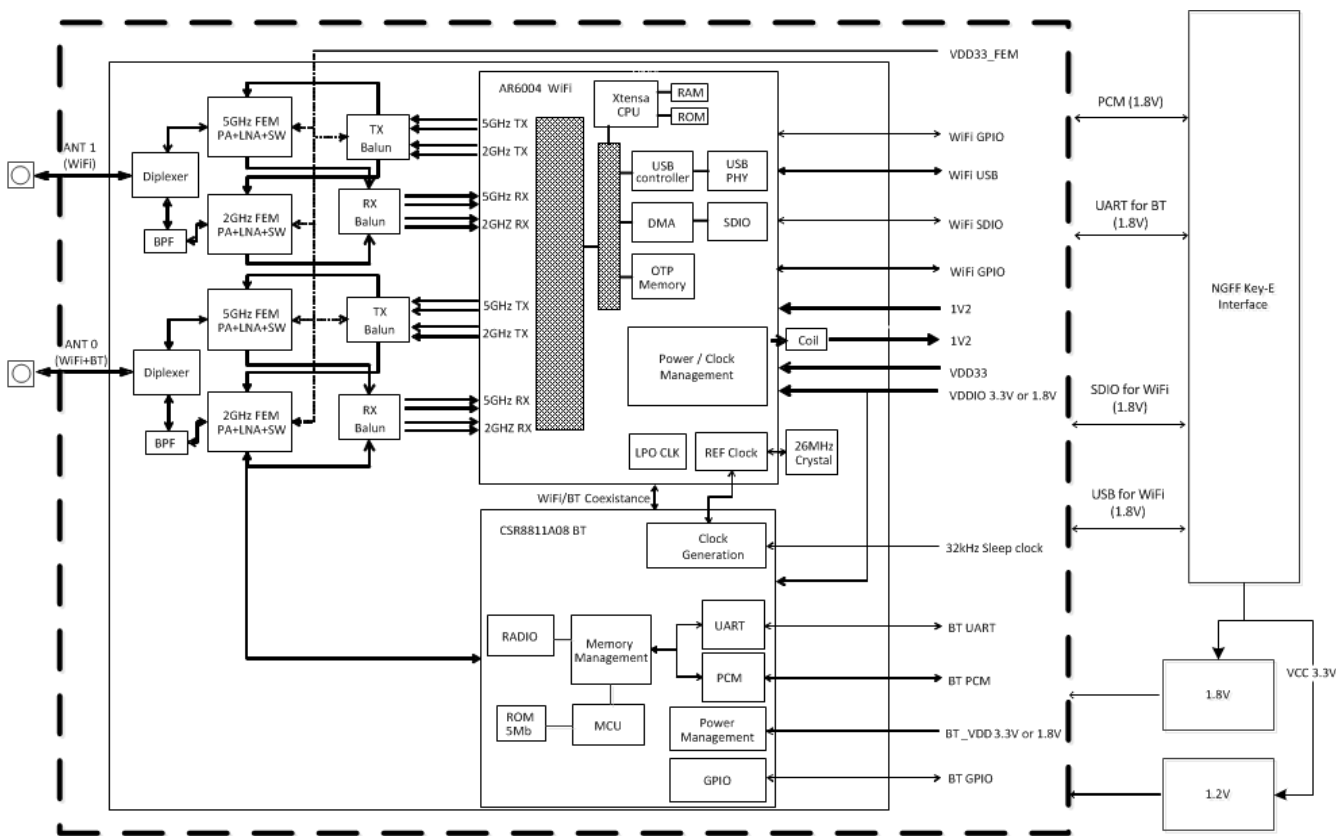 VDD33_FEM
AR6004 WiFi
Xtensa
CPU
RAM
ROM
5GHz FEM
PA+LNA+SW
TX
Balun
5GHz TX
2GHz TX
PCM (1.8V)
WiFi GPIO
ANT 1
(WiFi)
Diplexer
USB
controller
USB
PHY
WiFi USB
2GHz FEM
PA+LNA+SW
RX
Balun
5GHz RX
2GHZ RX
BPF
DMA
SDIO
WiFi SDIO
UART for BT
(1.8V)
OTP
Memory
WiFi GPIO
NGFF Key-E
Interface
5GHz FEM
PA+LNA+SW
TX
Balun
5GHz TX
2GHz TX
1V2
ANT 0
(WiFi+BT)
Diplexer
Power / Clock
Management
Coil
1V2
VDD33
VDDIO 3.3V or 1.8V
SDIO for WiFi
(1.8V)
2GHz FEM
PA+LNA+SW
RX
Balun
5GHz RX
2GHZ RX
BPF
LPO CLK
REF Clock
26MHz
Crystal
WiFi/BT Coexistance
USB for WiFi
(1.8V)
CSR8811A08 BT
Clock
Generation
32kHz Sleep clock
RADIO
Memory
Management
UART
BT UART
PCM
BT PCM
VCC 3.3V
1.8V
ROM
5Mb
MCU
Power
Management
BT_VDD 3.3V or 1.8V
GPIO
BT GPIO
1.2V